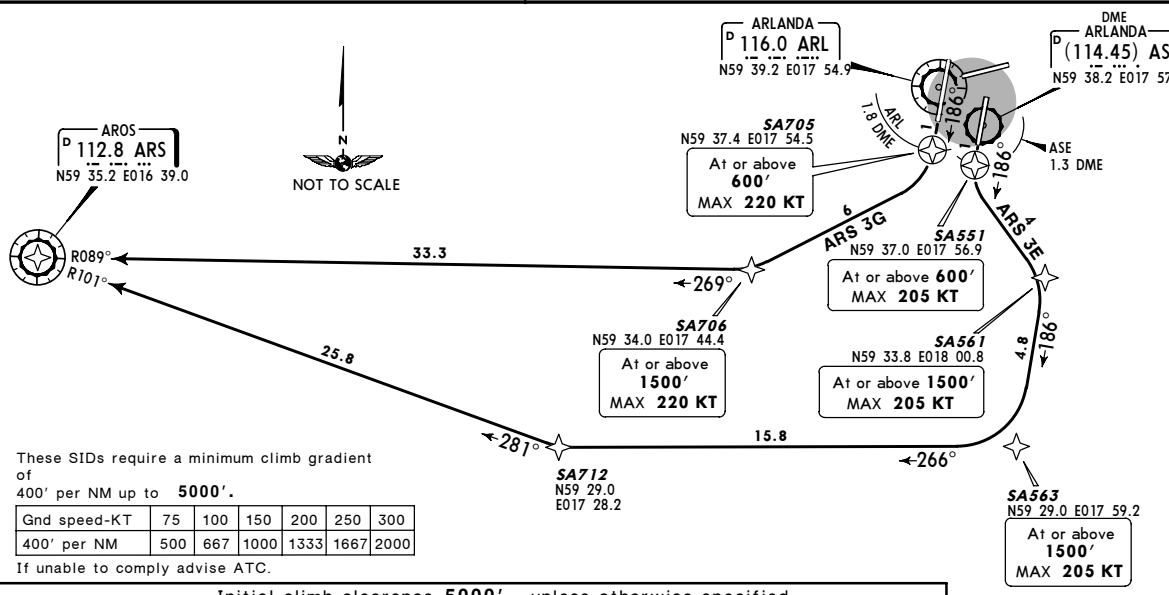 ARLANDA
D 116.0 ARL
N59 39.2 E017 54.9
DME
ARLANDA
D (114.45) AS
N59 38.2 E017 57
AROS
D 112.8 ARS
N59 35.2 E016 39.0
N
NOT TO SCALE
ARL
1.8 DME
186°
1
SA705
N59 37.4 E017 54.5
At or above
600'
MAX 220 KT
ASE
1.3 DME
1
186°
6
ARS 3G
4
ARS 3E
SA551
N59 37.0 E017 56.9
At or above 600'
MAX 205 KT
R089°
R101°
33.3
269°
SA706
N59 34.0 E017 44.4
At or above
1500'
MAX 220 KT
SA561
N59 33.8 E018 00.8
At or above 1500'
MAX 205 KT
4.8
186°
25.8
281°
15.8
266°
SA712
N59 29.0
E017 28.2
SA563
N59 29.0 E017 59.2
At or above
1500'
MAX 205 KT
These SIDs require a minimum climb gradient
of
400' per NM up to 5000'.
Gnd speed-KT 75 100 150 200 250 300
400' per NM 500 667 1000 1333 1667 2000
If unable to comply advise ATC.
Initial climb clearance 5000' unless otherwise specified